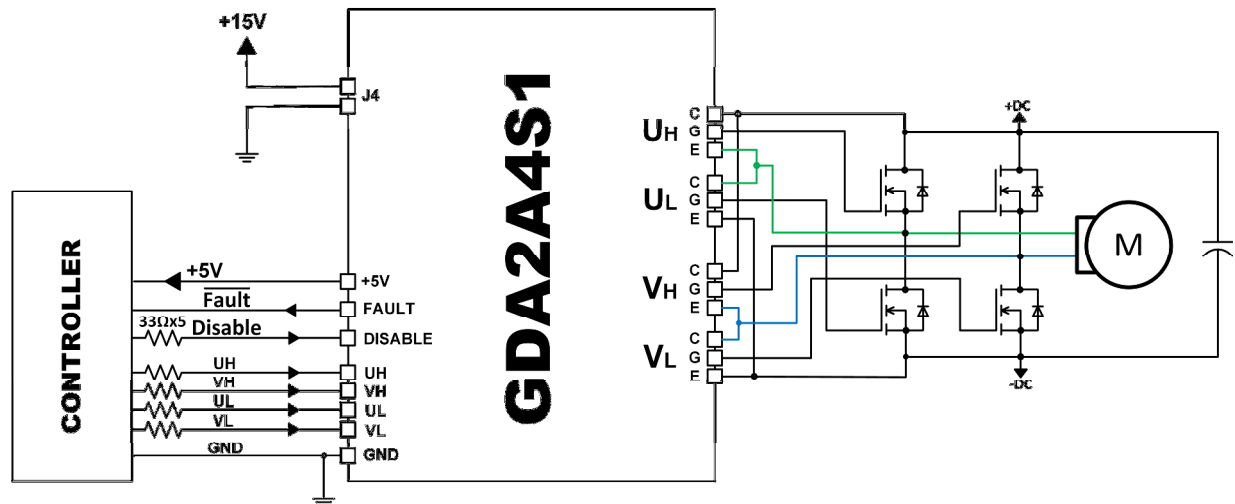 +15V
J4
GDA2A4S1
UH
C
G
E
UL
C
G
E
VH
C
G
E
VL
C
G
E
+DC
-DC
M
CONTROLLER
+5V
+5V
Fault
FAULT
33Ωx5
Disable
DISABLE
UH
UH
VH
VH
UL
UL
VL
VL
GND
GND